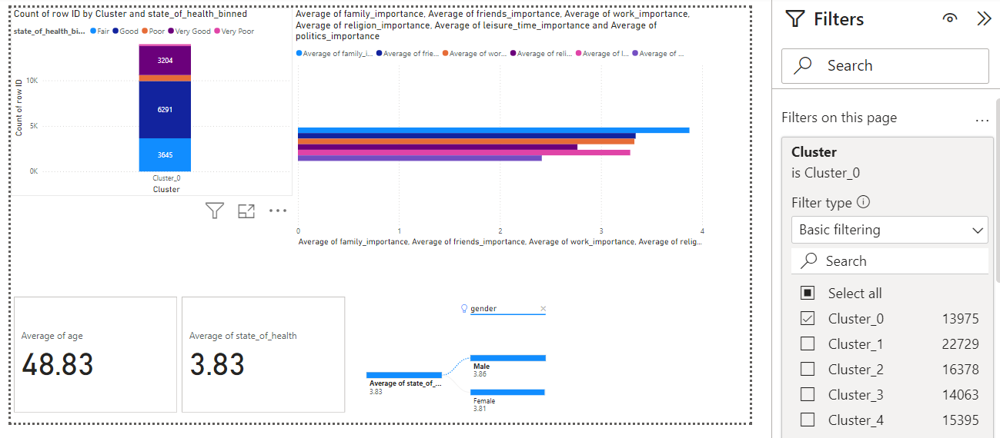 Count of row ID by Cluster and state_of_health_binned
state_of_health_bi... Fair Good Poor Very Good Very Poor
Count of row ID
10K
5K
0K
3204
6291
3645
Cluster_0
Cluster
Average of family_importance, Average of friends_importance, Average of work_importance,
Average of religion_importance, Average of leisure_time_importance and Average of
politics_importance
Average of family_i... Average of frie... Average of wor... Average of reli... Average of l... Average of ...
0 1 2 3 4
Average of family_importance, Average of friends_importance, Average of work_importance, Average of relig...
Average of age
48.83
Average of state_of_health
3.83
gender
Average of state_of_...
3.83
Male
3.86
Female
3.81
Filters
Search
Filters on this page
...
Cluster
is Cluster_0
Filter type
Basic filtering
Search
Select all
Cluster_0 13975
Cluster_1 22729
Cluster_2 16378
Cluster_3 14063
Cluster_4 15395